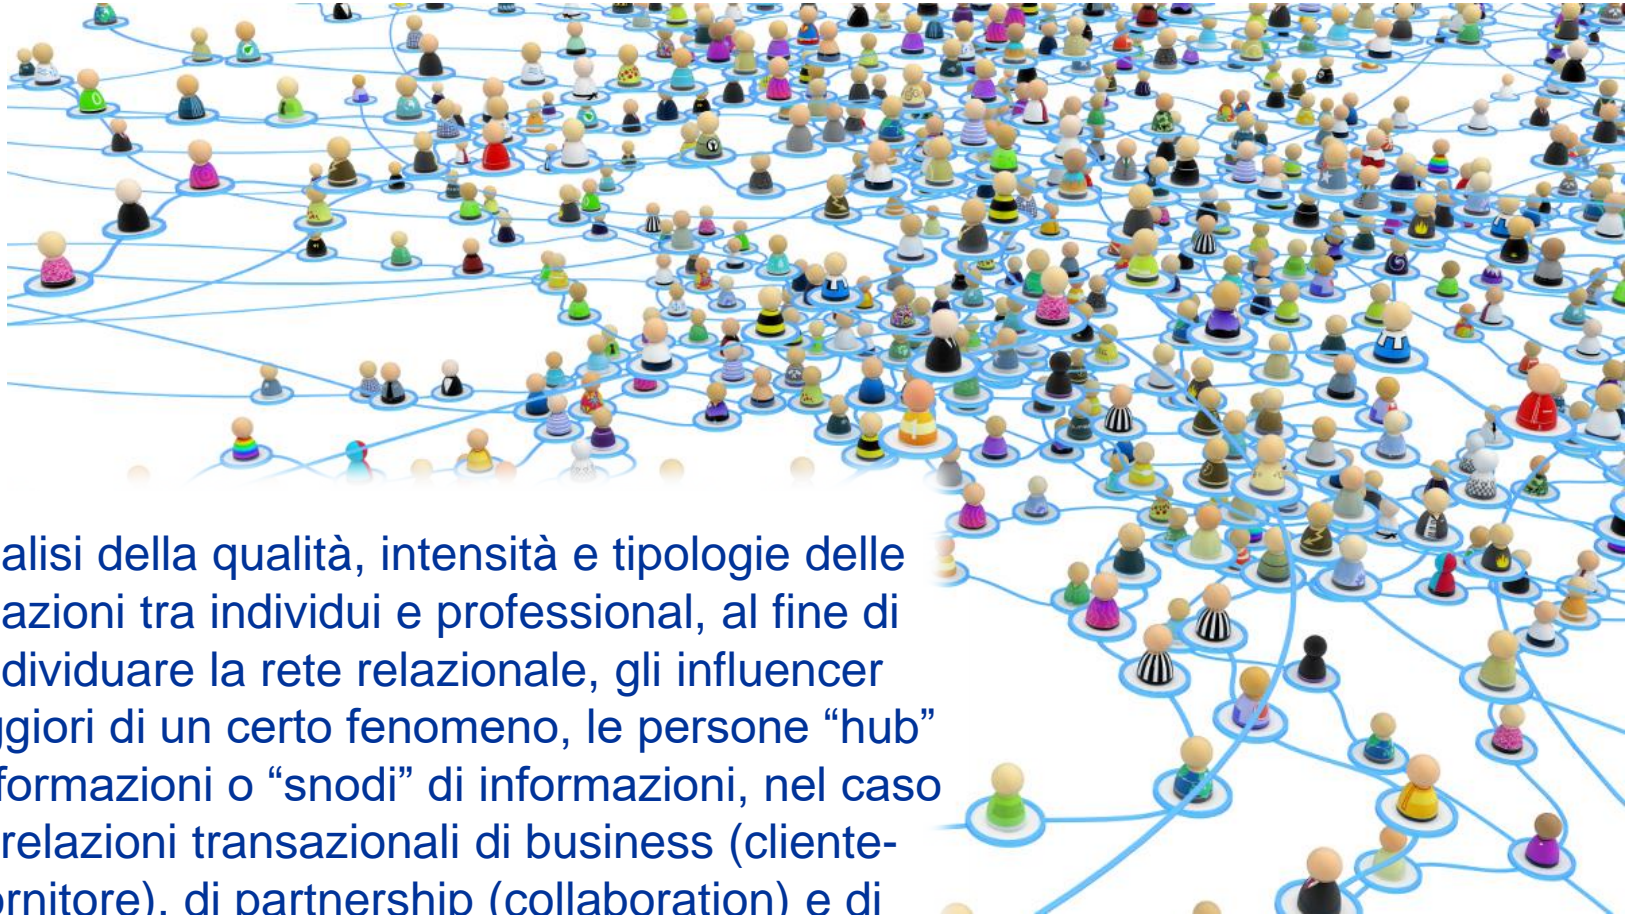 alisi della qualità, intensità e tipologie delle
azioni tra individui e professional, al fine di
dividuare la rete relazionale, gli influencer
ggiori di un certo fenomeno, le persone “hub”
formazioni o “snodi” di informazioni, nel caso
relazioni transazionali di business (cliente-
ornitore), di partnership (collaboration) e di